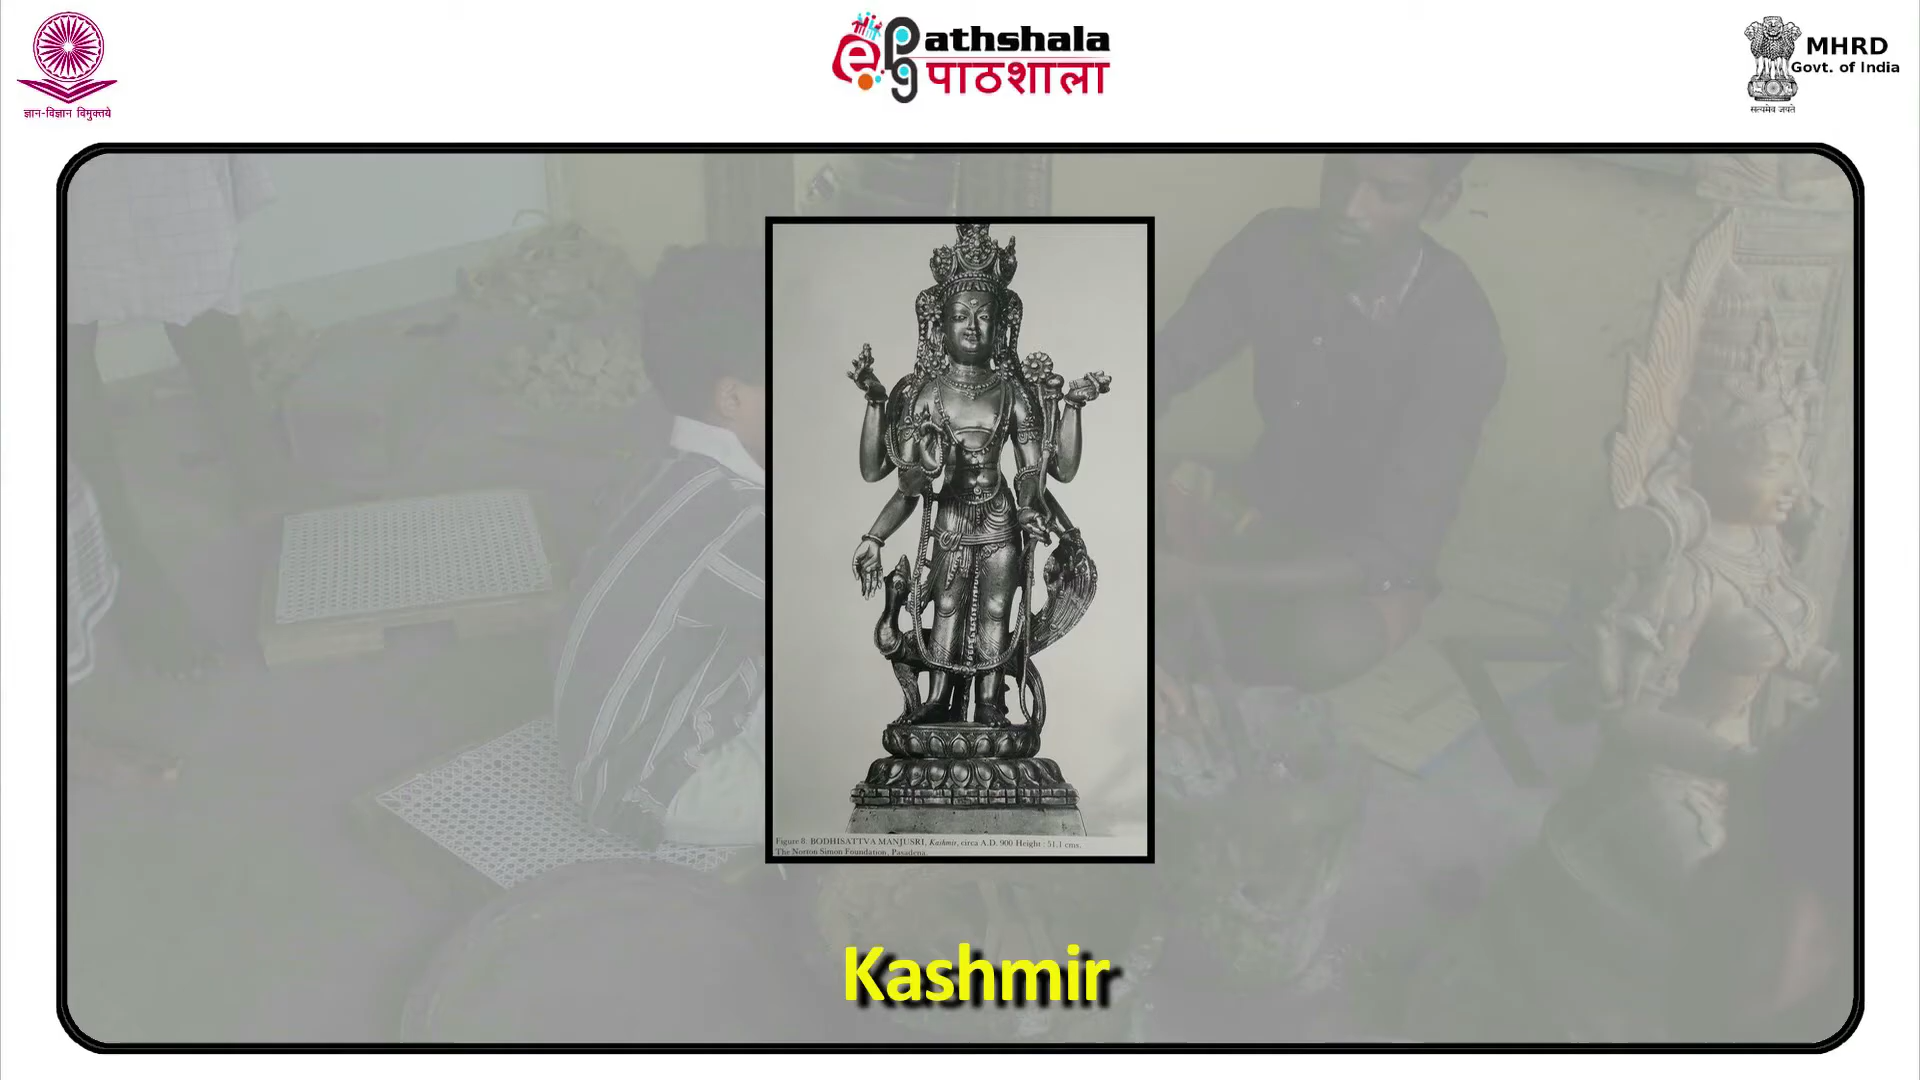 ज्ञान-विज्ञान विमुक्तये
ePathshala
पाठशाला
MHRD
Govt. of India
सत्यमेव जयते
Figure 8. BODHISATTVA MANJUSRI, Kashmir, circa A.D. 900 Height : 51.1 cms.
The Norton Simon Foundation, Pasadena.
Kashmir